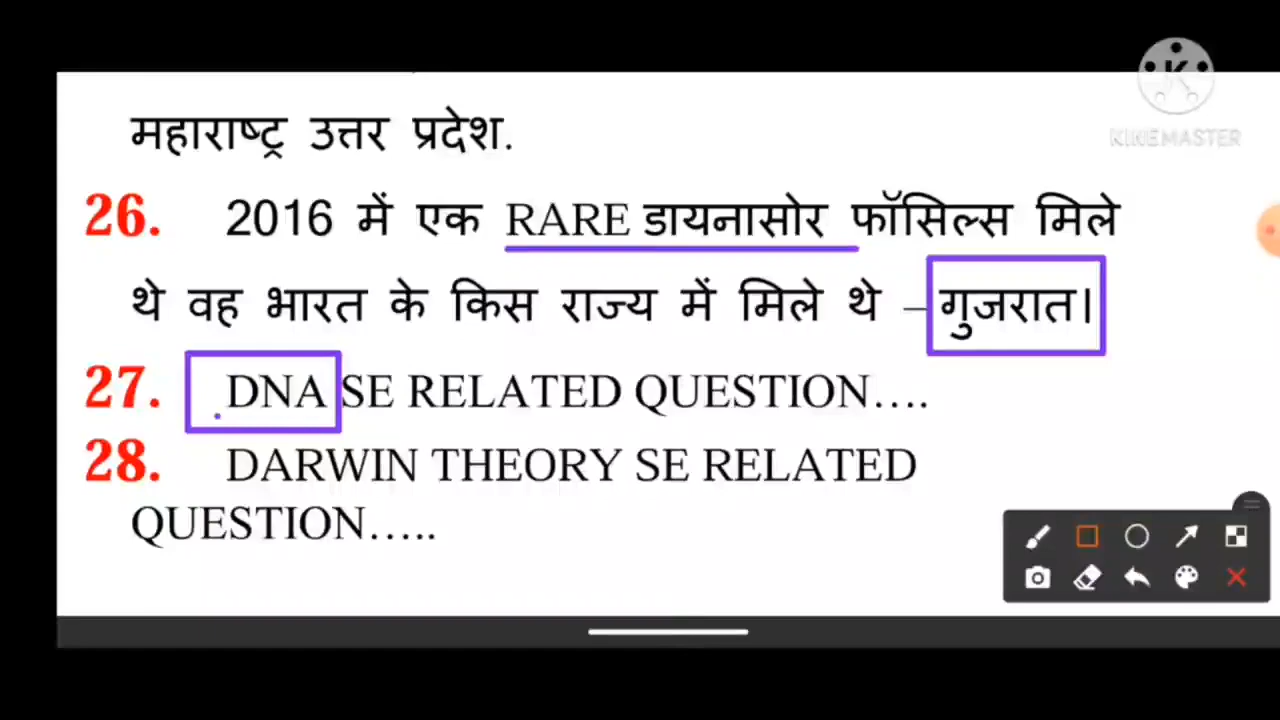 महाराष्ट्र उत्तर प्रदेश.
KINEMASTER
26. 2016 में एक RARE डायनासोर फॉसिल्स मिले
थे वह भारत के किस राज्य में मिले थे – गुजरात।
27. DNA SE RELATED QUESTION....
28. DARWIN THEORY SE RELATED
QUESTION.....